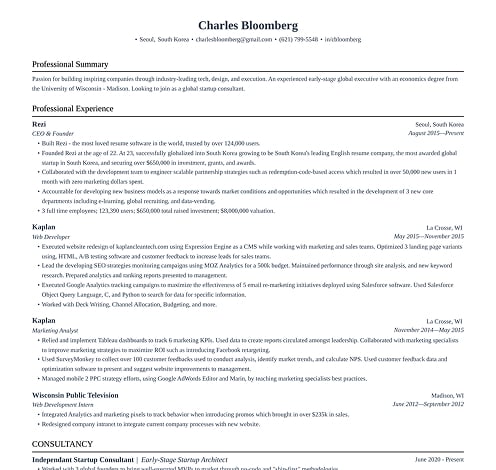 Charles Bloomberg
• Seoul, South Korea • charlesbloomberg@gmail.com • (621) 799-5548 • in/cbloomberg
Professional Summary
Passion for building inspiring companies through industry-leading tech, design, and execution. An experienced early-stage global executive with an economics degree from
the University of Wisconsin - Madison. Looking to join as a global startup consultant.
Professional Experience
Rezi Seoul, South Korea
CEO & Founder August 2015—Present
• Built Rezi - the most loved resume software in the world, trusted by over 124,000 users.
• Founded Rezi at the age of 22. At 23, successfully globalized into South Korea growing to be South Korea's leading English resume company, the most awarded global
startup in South Korea, and securing over $650,000 in investment, grants, and awards.
• Collaborated with the development team to engineer scalable partnership strategies such as redemption-code-based access which resulted in over 50,000 new users in 1
month with zero marketing dollars spent.
• Accountable for developing new business models as a response towards market conditions and opportunities which resulted in the development of 3 new core
departments including e-learning, global recruiting, and data-vending.
• 3 full time employees; 123,390 users; $650,000 total raised investment; $8,000,000 valuation.
Kaplan La Crosse, WI
Web Developer May 2015—November 2015
• Executed website redesign of kaplancleantech.com using Expression Engine as a CMS while working with marketing and sales teams. Optimized 3 landing page variations
using, HTML, A/B testing software and customer feedback to increase leads for sales teams.
• Lead the developing SEO strategies monitoring campaigns using MOZ Analytics for a 500k budget. Maintained performance through site analysis, and new keyword
research. Prepared analytics and ranking reports presented to management.
• Executed Google Analytics tracking campaigns to maximize the effectiveness of 5 email re-marketing initiatives deployed using Salesforce software. Used Salesforce
Object Query Language, C, and Python to search for data for specific information.
• Worked with Deck Writing, Channel Allocation, Budgeting, and more.
Kaplan La Crosse, WI
Marketing Analyst November 2014—May 2015
• Relied and implement Tableau dashboards to track 6 marketing KPIs. Used data to create reports circulated amongst leadership. Collaborated with marketing specialists
to improve marketing strategies to maximize ROI such as introducing Facebook retargeting.
• Used SurveyMonkey to collect over 100 customer feedbacks used to conduct analysis, identify market trends, and calculate NPS. Used customer feedback data and
optimization software to present and suggest website improvements to management.
• Managed mobile 2 PPC strategy efforts, using Google AdWords Editor and Marin, by teaching marketing specialists best practices.
Wisconsin Public Television Madison, WI
Web Development Intern June 2012—September 2012
• Integrated Analytics and marketing pixels to track behavior when introducing promos which brought in over $235k in sales.
• Redesigned company intranet to integrate current company processes with new website.
CONSULTANCY
Independant Startup Consultant | Early-Stage Startup Architect June 2020 - Present